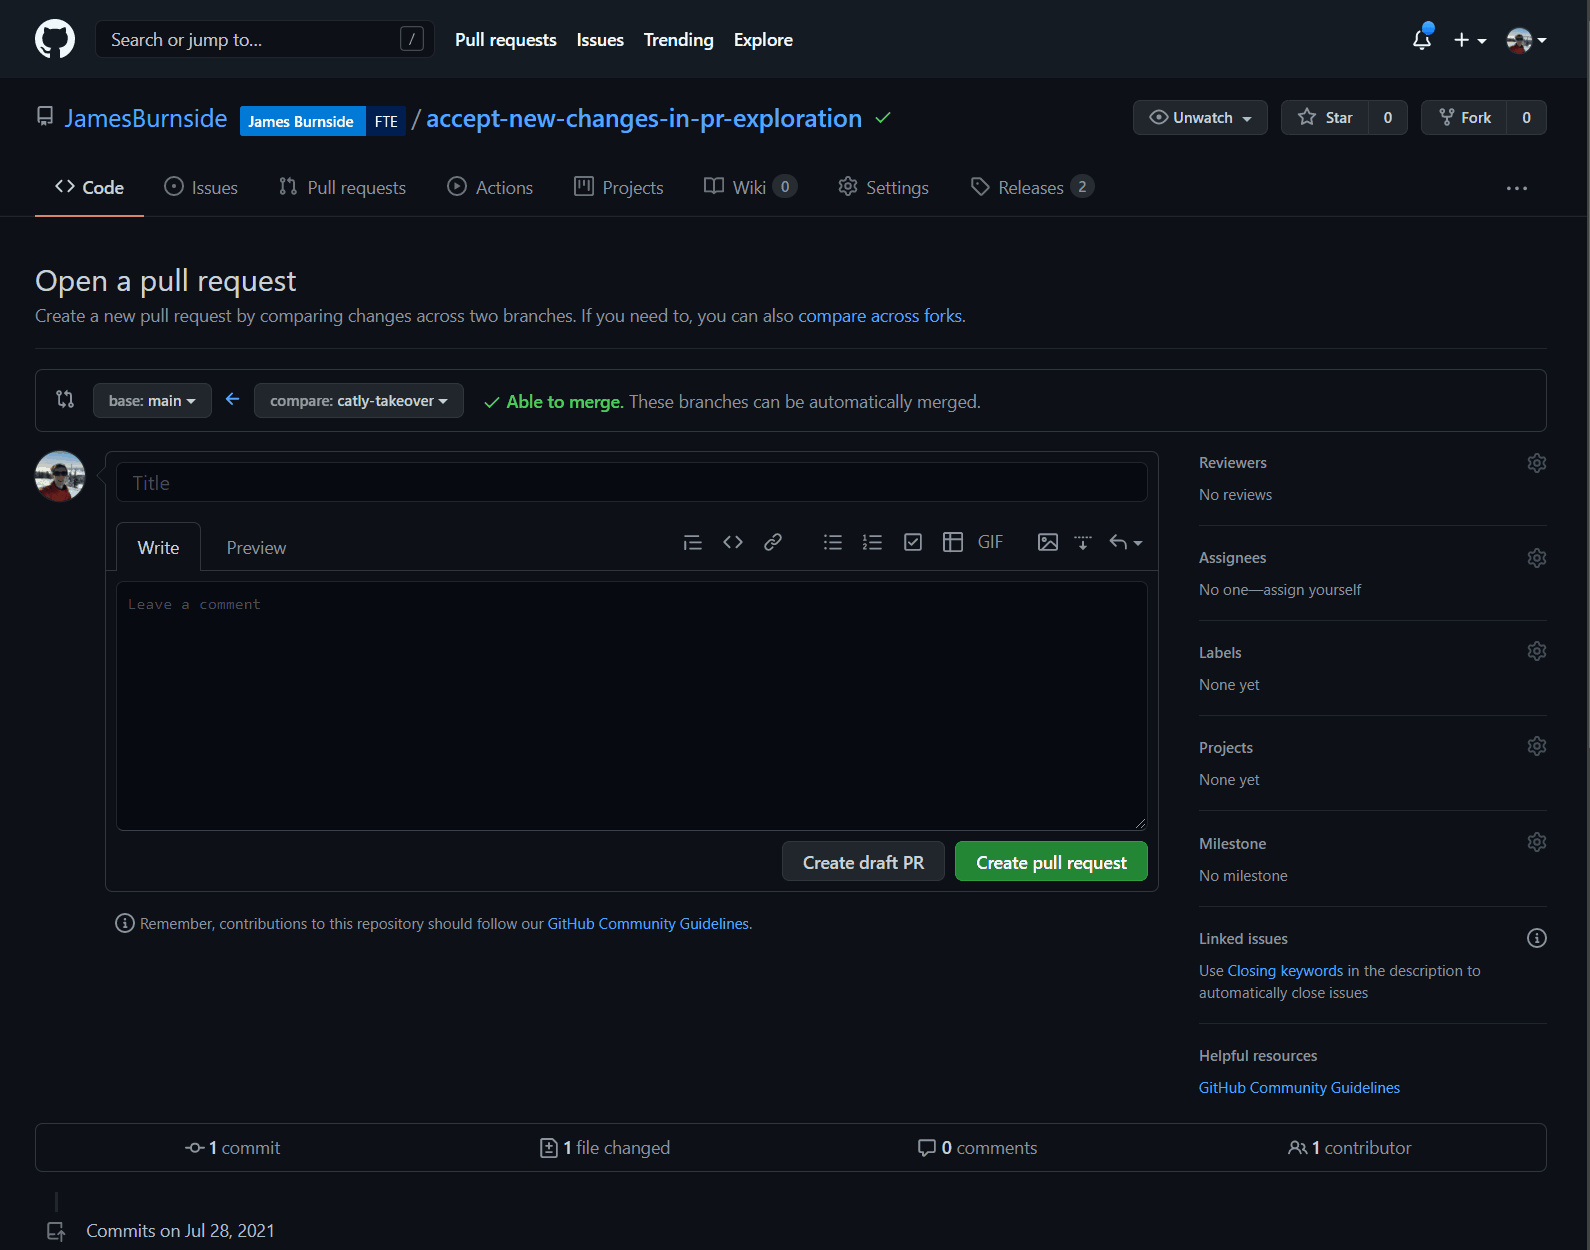 Search or jump to... /
Pull requests Issues Trending Explore
JamesBurnside James Burnside FTE / accept-new-changes-in-pr-exploration
Unwatch Star 0 Fork 0
Code Issues Pull requests Actions Projects Wiki 0 Settings Releases 2
Open a pull request
Create a new pull request by comparing changes across two branches. If you need to, you can also compare across forks.
base: main compare: catly-takeover Able to merge. These branches can be automatically merged.
Title
Write Preview GIF
Leave a comment
Create draft PR Create pull request
Remember, contributions to this repository should follow our GitHub Community Guidelines.
Reviewers
No reviews
Assignees
No one—assign yourself
Labels
None yet
Projects
None yet
Milestone
No milestone
Linked issues
Use Closing keywords in the description to
automatically close issues
Helpful resources
GitHub Community Guidelines
1 commit 1 file changed 0 comments 1 contributor
Commits on Jul 28, 2021